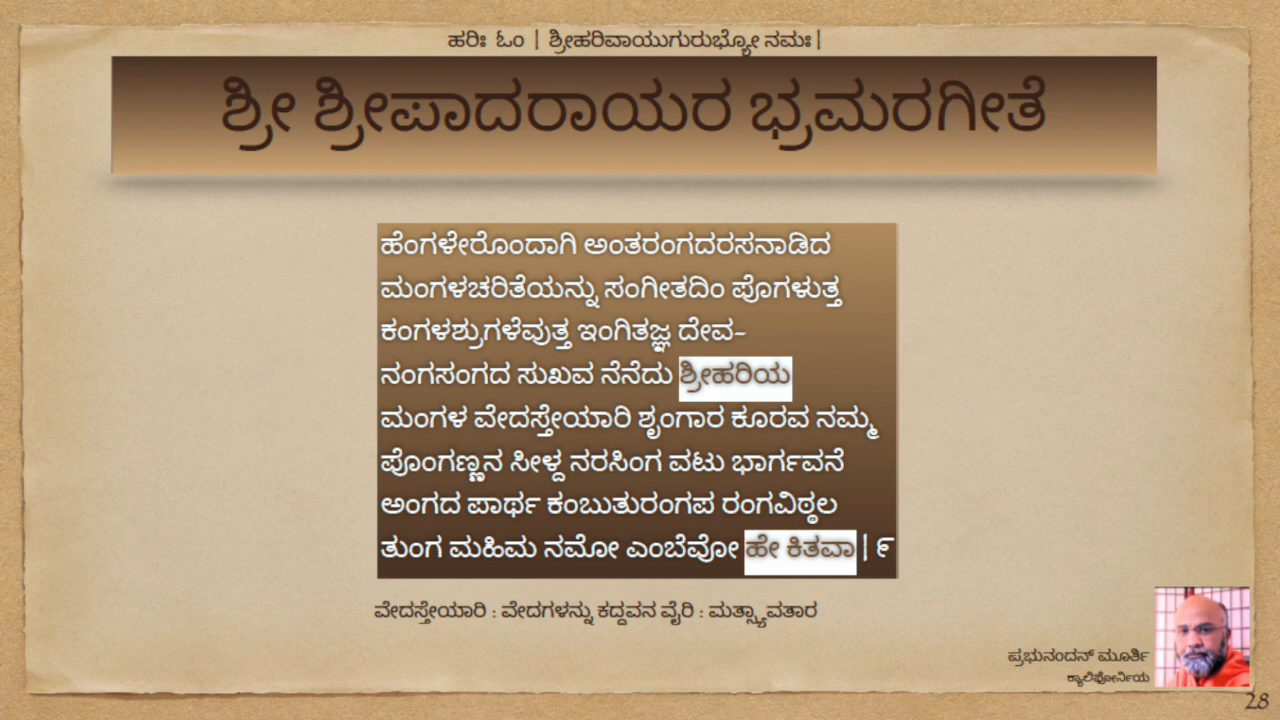 ಹರಿಃ ಓಂ | ಶ್ರೀಹರಿವಾಯುಗುರುಭ್ಯೋ ನಮಃ |
ಶ್ರೀ ಶ್ರೀಪಾದರಾಯರ ಭ್ರಮರಗೀತೆ
ಹೆಂಗಳೇರೊಂದಾಗಿ ಅಂತರಂಗದರಸನಾಡಿದ
ಮಂಗಳಚರಿತೆಯನ್ನು ಸಂಗೀತದಿಂ ಪೊಗಳುತ್ತ
ಕಂಗಳಶ್ರುಗಳೆವುತ್ತ ಇಂಗಿತಜ್ಞ ದೇವ-
ನಂಗಸಂಗದ ಸುಖವ ನೆನೆದು ಶ್ರೀಹರಿಯ
ಮಂಗಳ ವೇದಸ್ತೇಯಾರಿ ಶೃಂಗಾರ ಕೂರವ ನಮ್ಮ
ಪೊಂಗಣ್ಣನ ಸೀಳ್ದ ನರಸಿಂಗ ವಟು ಭಾರ್ಗವನೆ
ಅಂಗದ ಪಾರ್ಥ ಕಂಬುತುರಂಗಪ ರಂಗವಿಠ್ಠಲ
ತುಂಗ ಮಹಿಮ ನಮೋ ಎಂಬೆವೋ ಹೇ ಕಿತವಾ | ೯
ವೇದಸ್ತೇಯಾರಿ : ವೇದಗಳನ್ನು ಕದ್ದವನ ವೈರಿ : ಮತ್ಸ್ಯಾವತಾರ
ಪ್ರಭುನಂದನ್ ಮೂರ್ತಿ
ಕ್ಯಾಲಿಫೋರ್ನಿಯ
28